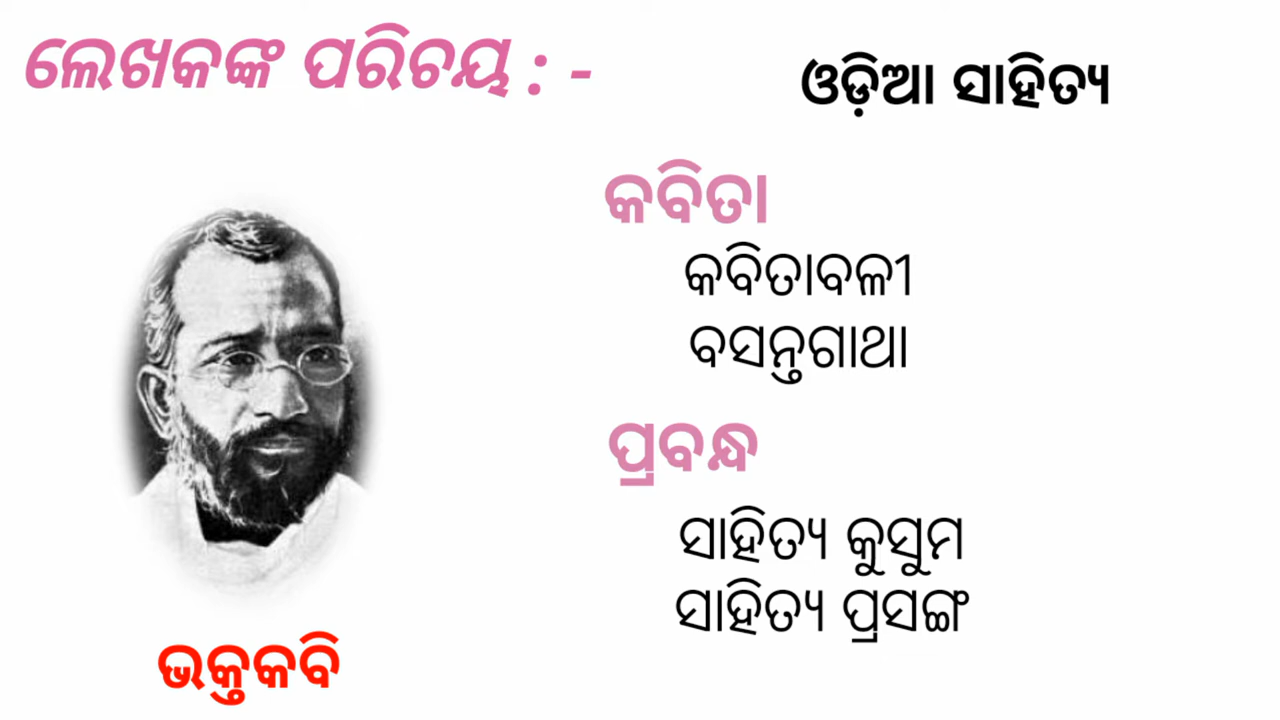 ଲେଖକଙ୍କ ପରିଚୟ : -
ଓଡ଼ିଆ ସାହିତ୍ୟ
କବିତା
କବିତାବଳୀ
ବସନ୍ତଗାଥା
ପ୍ରବନ୍ଧ
ସାହିତ୍ୟ କୁସୁମ
ସାହିତ୍ୟ ପ୍ରସଙ୍ଗ
ଭକ୍ତକବି